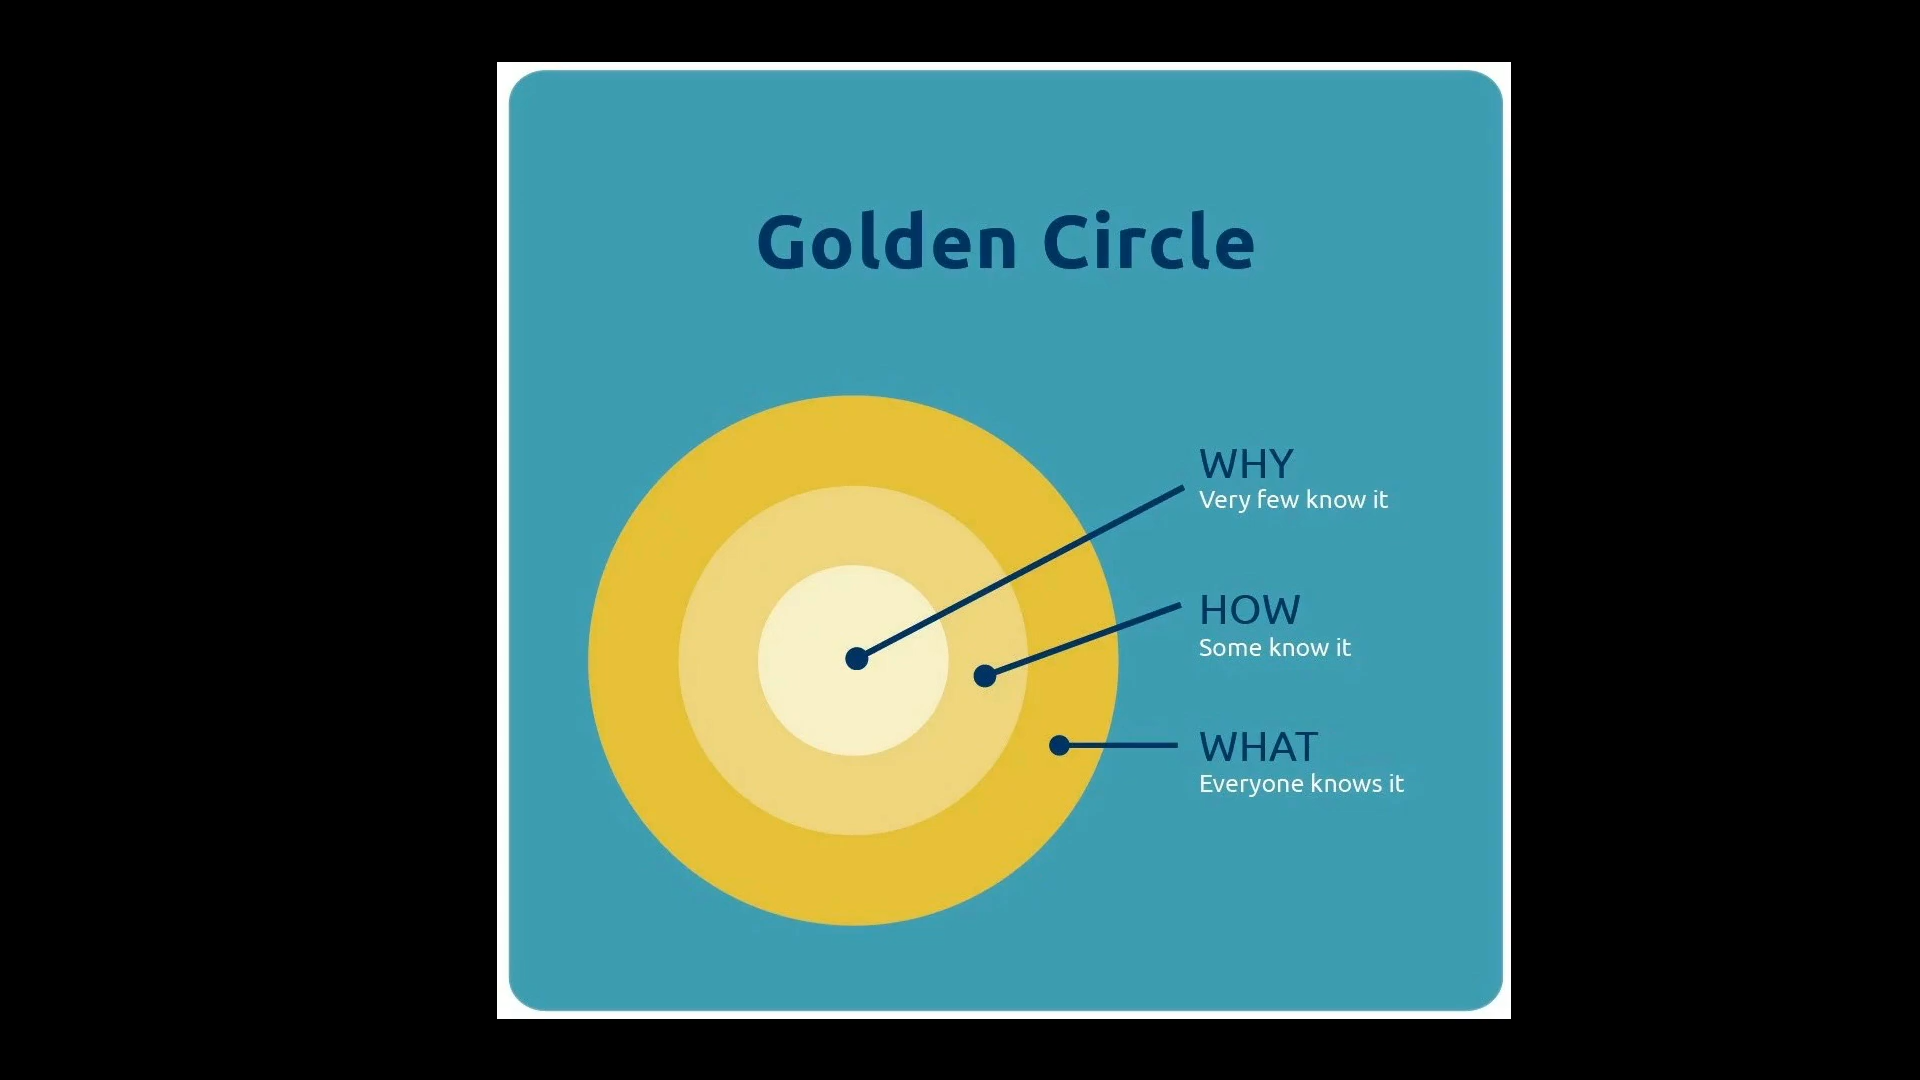 Golden Circle
WHY
Very few know it
HOW
Some know it
WHAT
Everyone knows it